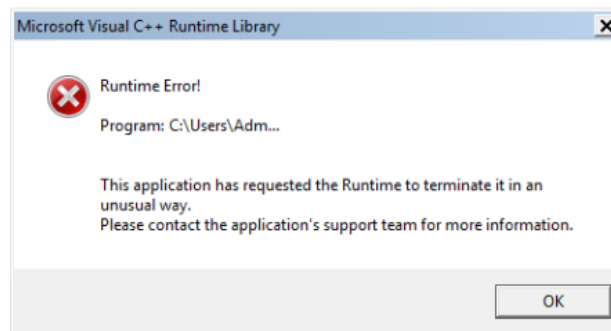 Microsoft Visual C++ Runtime Library
Runtime Error!
Program: C:\Users\Adm...
This application has requested the Runtime to terminate it in an
unusual way.
Please contact the application's support team for more information.
OK